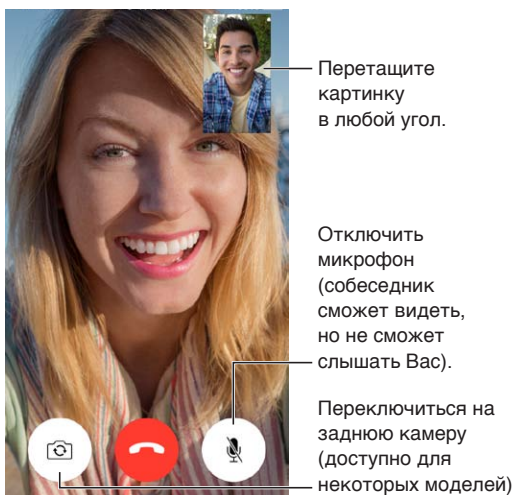 Перетащите
картинку
в любой угол.
Отключить
микрофон
(собеседник
сможет видеть,
но не сможет
слышать Вас).
Переключиться на
заднюю камеру
(доступно для
некоторых моделей)